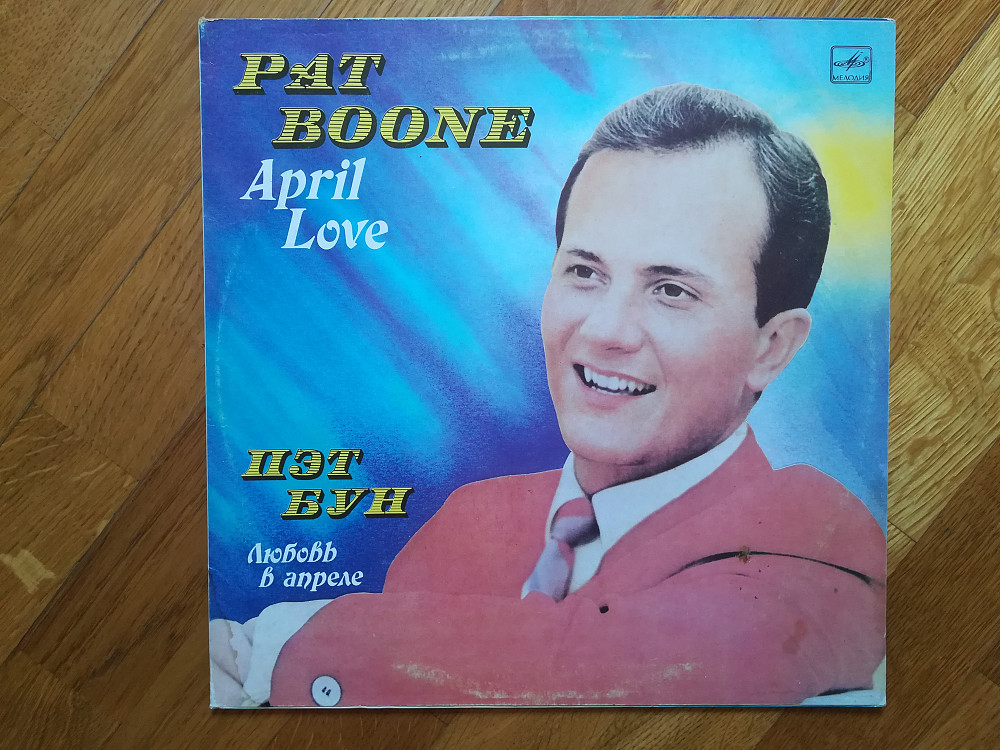 PAT
BOONE
April
Love
МЕЛОДИЯ
ПЭТ
БУН
Любовь
в апреле